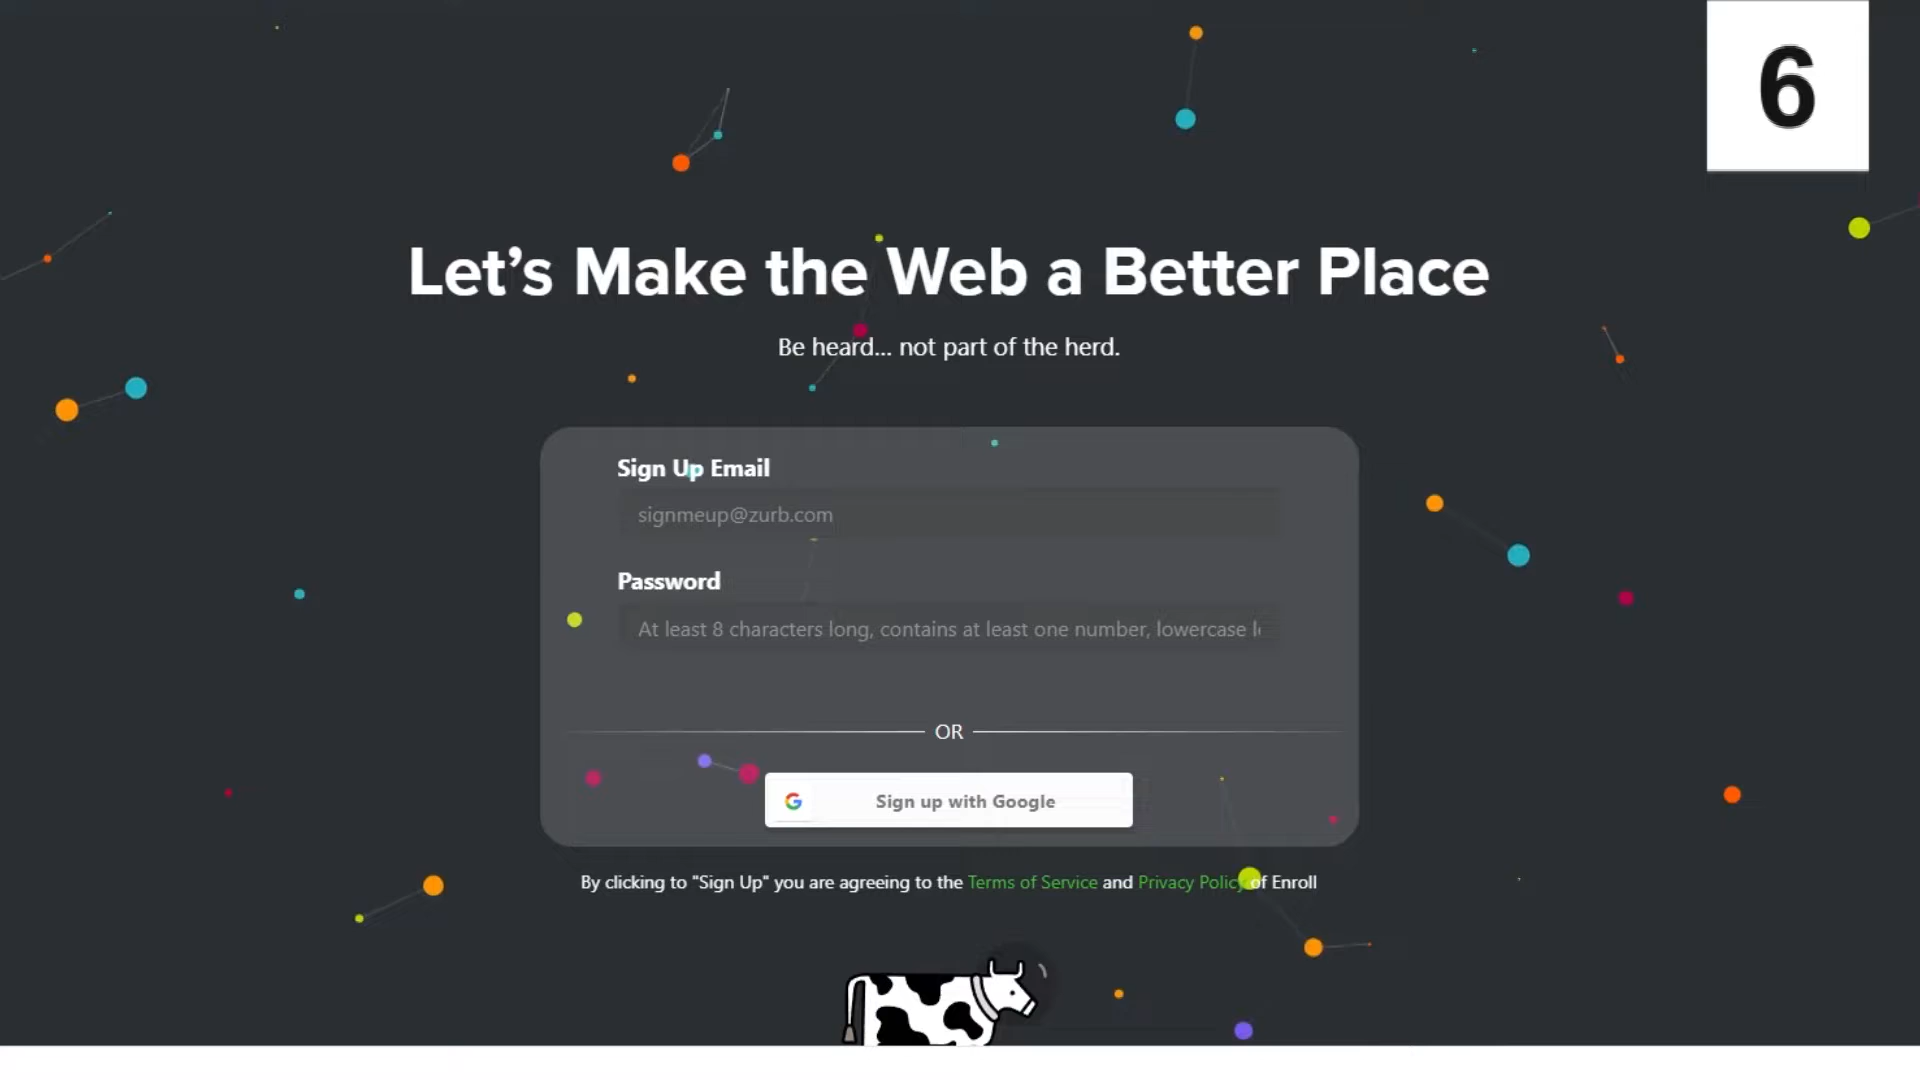 6
Let’s Make the Web a Better Place
Be heard... not part of the herd.
Sign Up Email
signmeup@zurb.com
Password
At least 8 characters long, contains at least one number, lowercase
OR
Sign up with Google
By clicking to "Sign Up" you are agreeing to the Terms of Service and Privacy Policy of Enroll